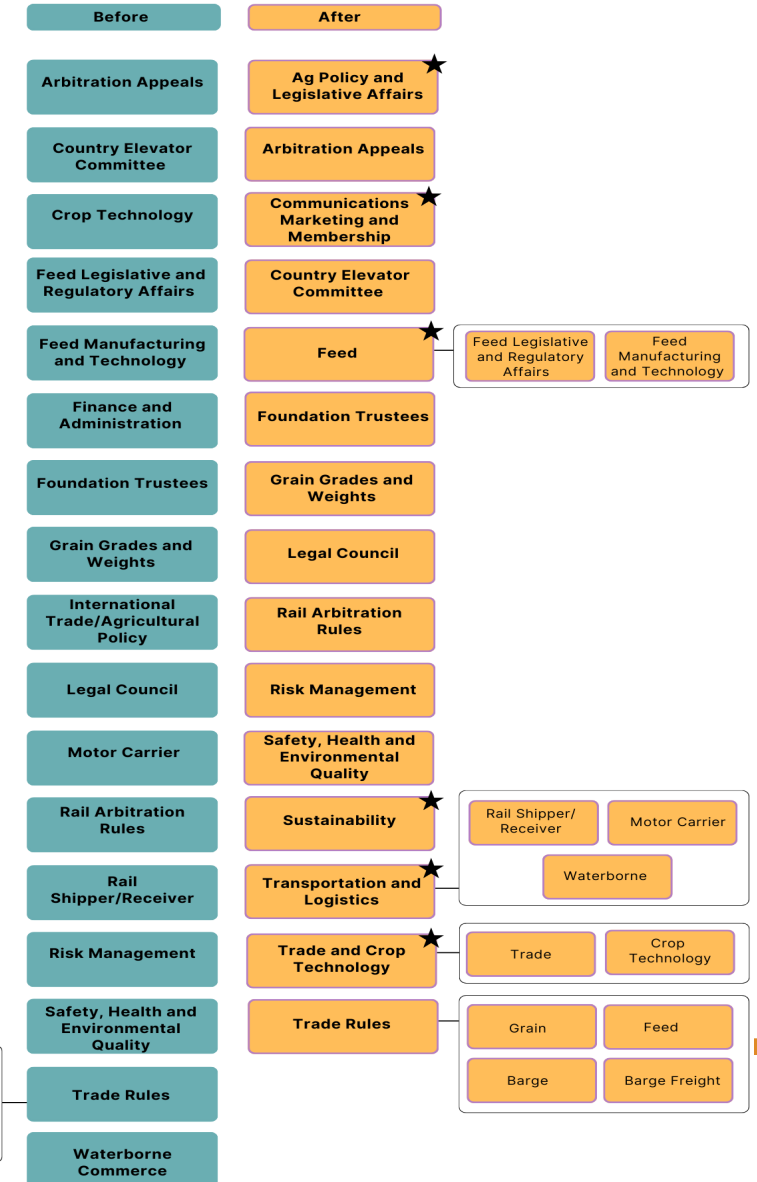 Before
After
Arbitration Appeals
Ag Policy and
Legislative Affairs
Country Elevator
Committee
Arbitration Appeals
Crop Technology
Communications
Marketing and
Membership
Feed Legislative and
Regulatory Affairs
Country Elevator
Committee
Feed Manufacturing
and Technology
Feed
Feed Legislative
and Regulatory
Affairs
Feed
Manufacturing
and Technology
Finance and
Administration
Foundation Trustees
Foundation Trustees
Grain Grades and
Weights
Grain Grades and
Weights
Legal Council
International
Trade/Agricultural
Policy
Rail Arbitration
Rules
Legal Council
Risk Management
Motor Carrier
Safety, Health and
Environmental
Quality
Rail Arbitration
Rules
Sustainability
Rail Shipper/
Receiver
Motor Carrier
Waterborne
Rail
Shipper/Receiver
Transportation and
Logistics
Risk Management
Trade and Crop
Technology
Trade
Crop
Technology
Safety, Health and
Environmental
Quality
Trade Rules
Grain
Feed
Barge
Barge Freight
Trade Rules
Waterborne
Commerce